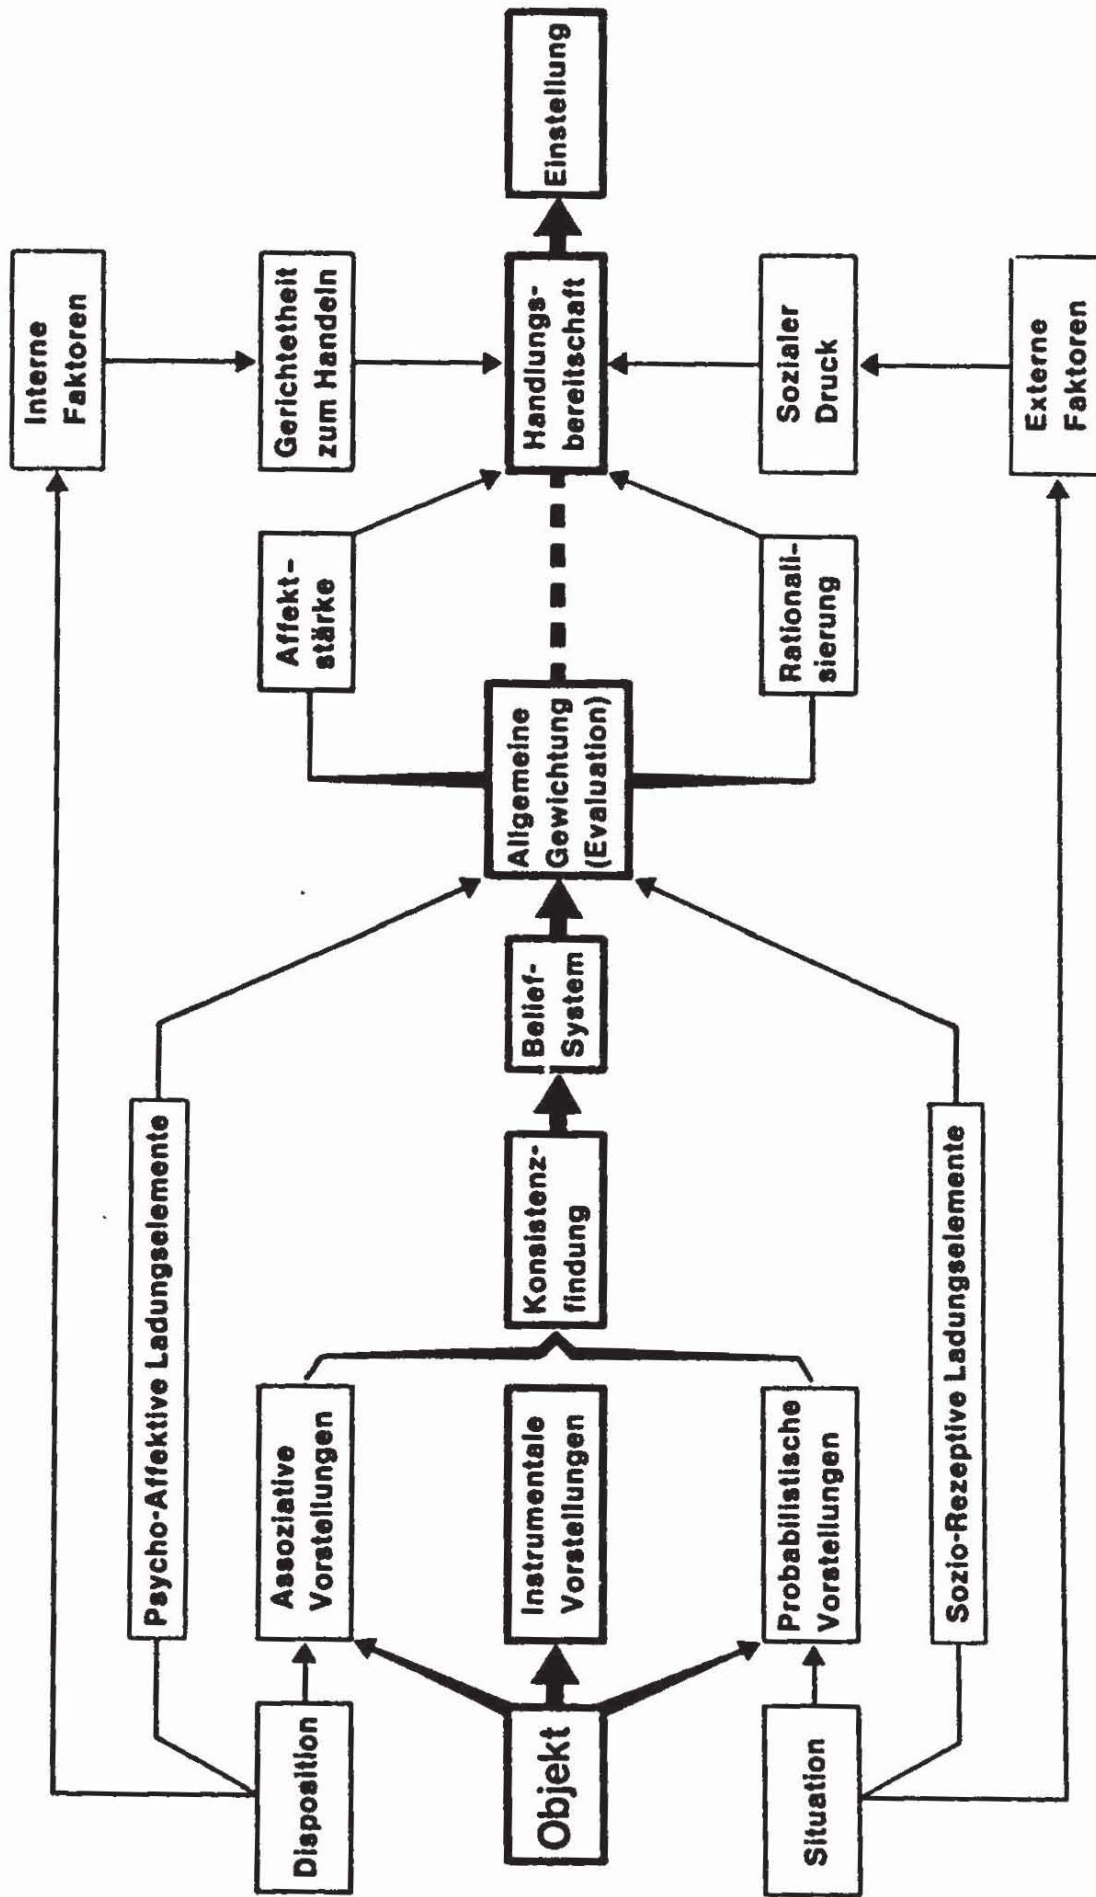 Interne
Faktoren
Gerichtetheit
zum Handeln
Psycho-Affektive Ladungselemente
Affekt-
stärke
Disposition
Assoziative
Vorstellungen
Objekt
Instrumentale
Vorstellungen
Konsistenz-
findung
Belief-
System
Allgemeine
Gewichtung
(Evaluation)
Handlungs-
bereitschaft
Einstellung
Situation
Probabilistische
Vorstellungen
Rationali-
sierung
Sozialer
Druck
Sozio-Rezeptive Ladungselemente
Externe
Faktoren